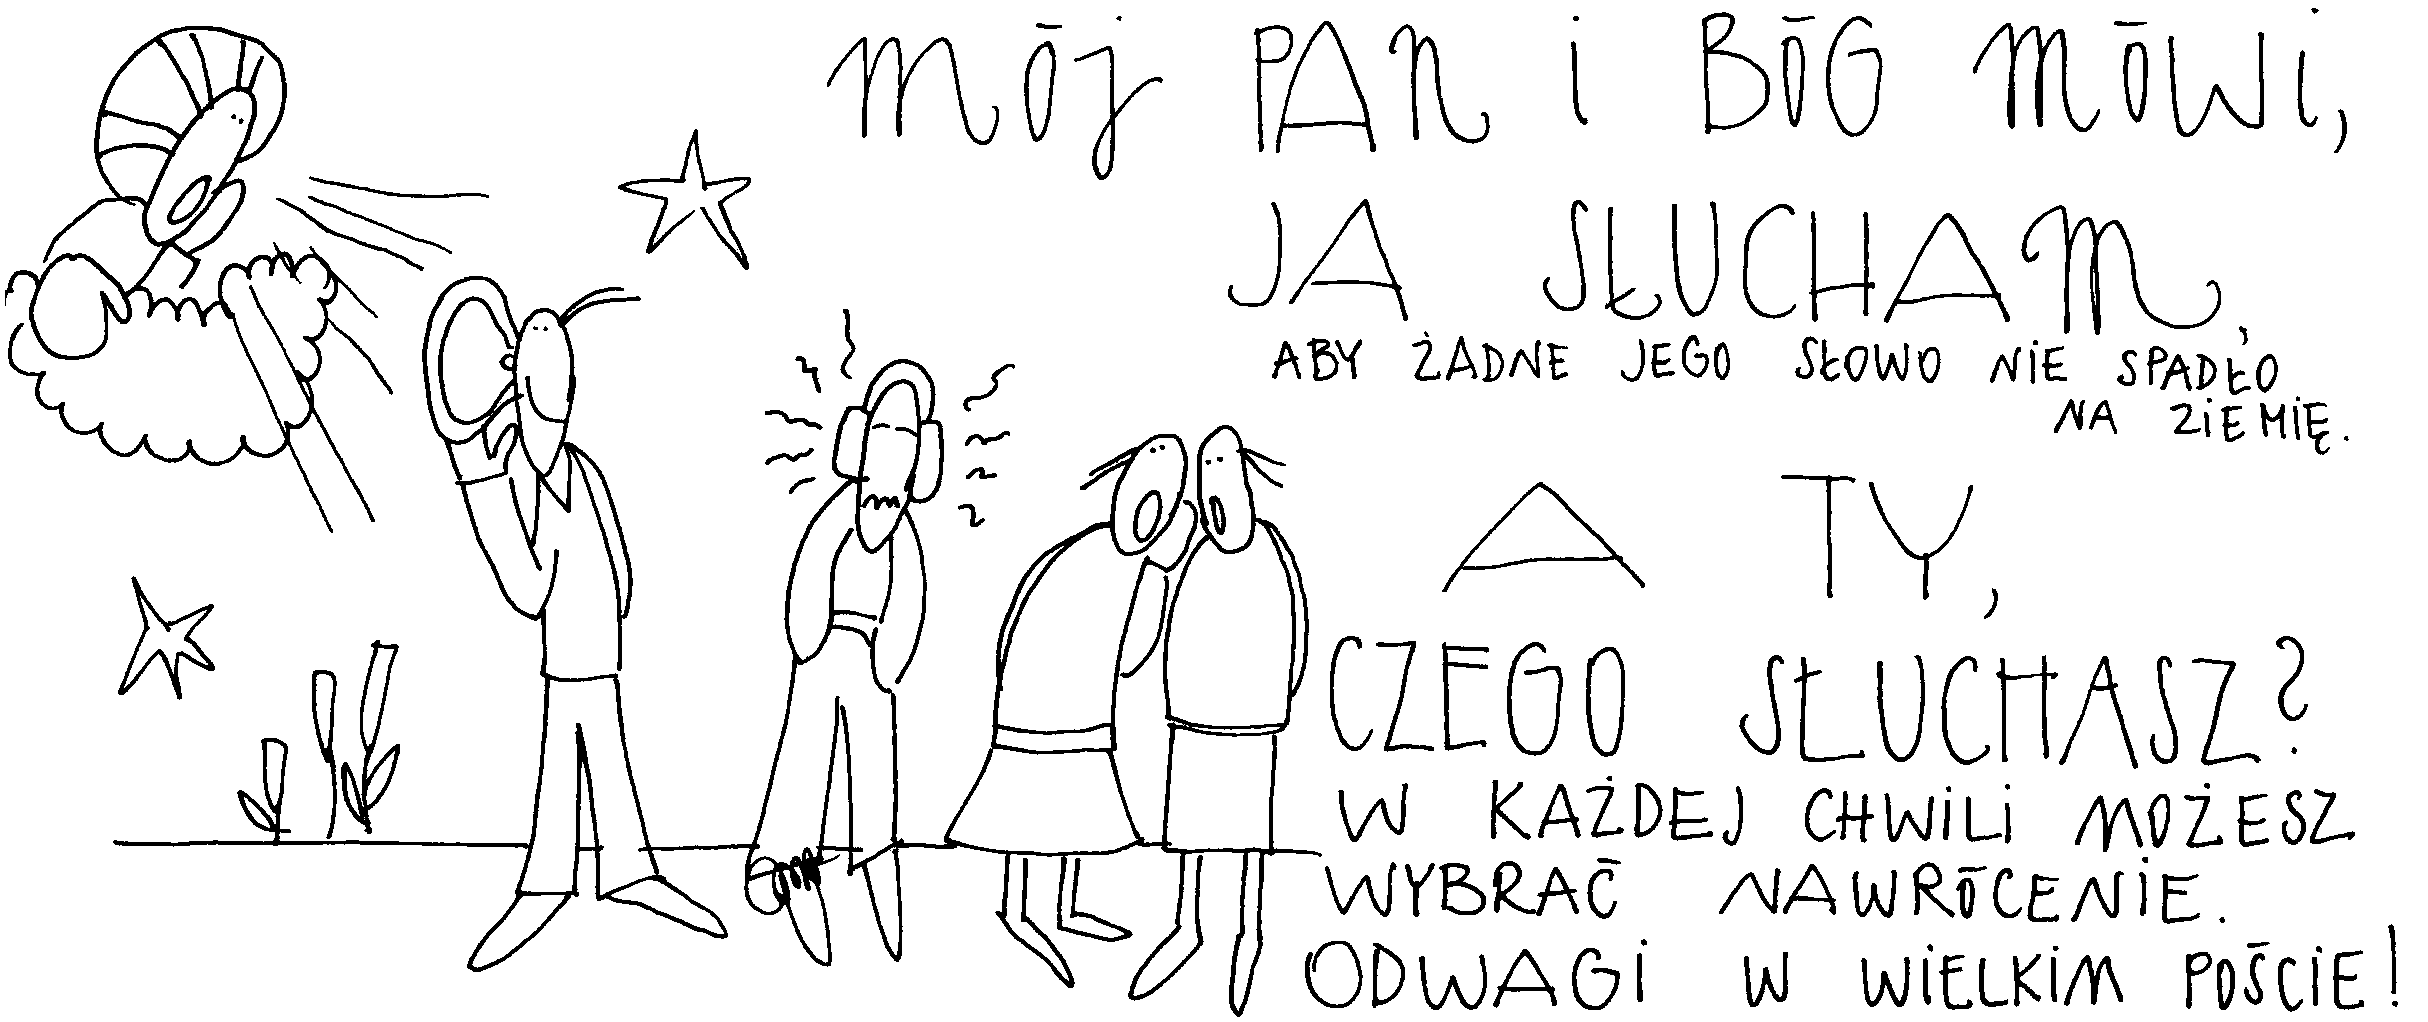 MÓJ PAN I BÓG MÓWI,
JA SŁUCHAM,
ABY ŻADNE JEGO SŁOWO NIE SPADŁO
NA ZIEMIĘ.
A TY,
CZEGO SŁUCHASZ?
W KAŻDEJ CHWILI MOŻESZ
WYBRAĆ NAWRÓCENIE.
ODWAGI W WIELKIM POŚCIE!